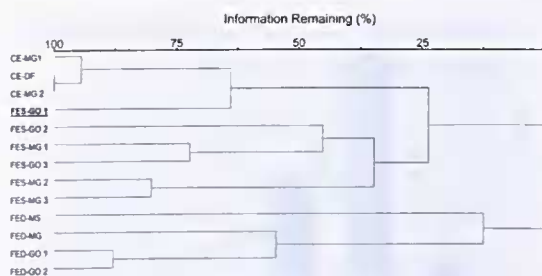 Information Remaining (%)
100 75 50 25
CE-MG1
CE-DF
CE-MG 2
FES-GO 1
FES-GO 2
FES-MG 1
FES-GO 3
FES-MG 2
FES-MG 3
FED-MS
FED-MG
FED-GO 1
FED-GO 2